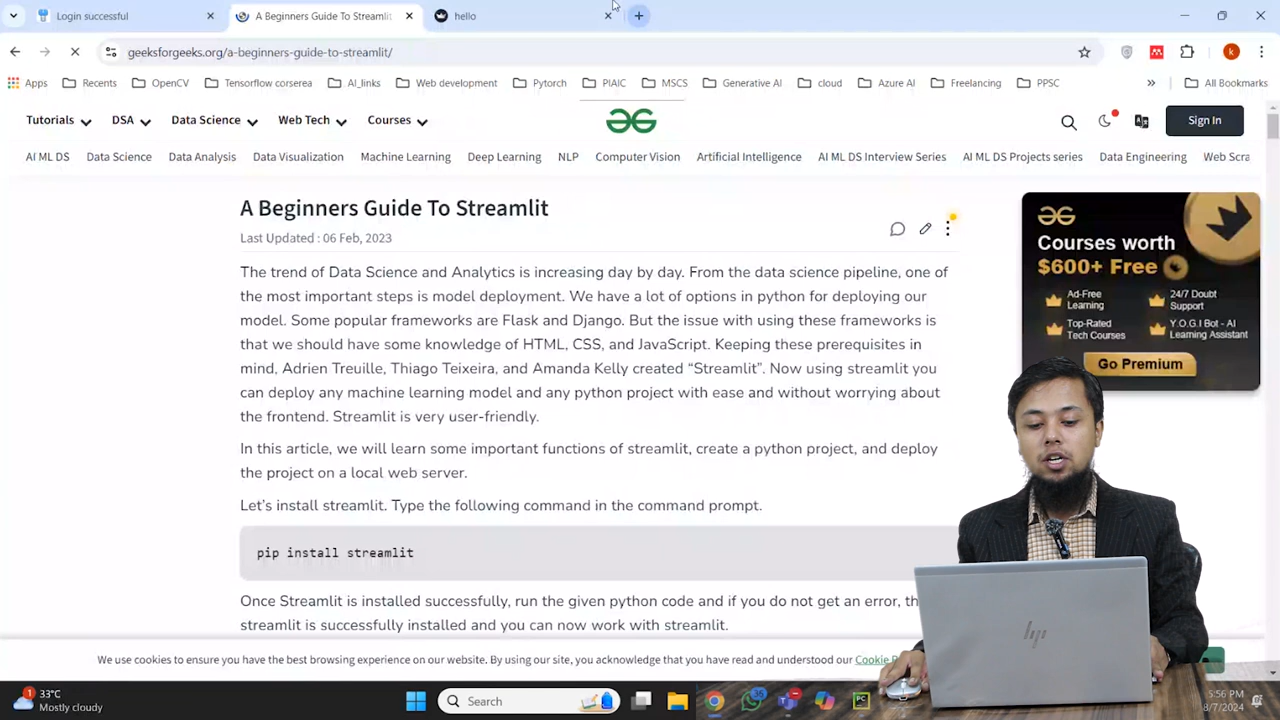 Login successful
A Beginners Guide To Streamlit
hello
geeksforgeeks.org/a-beginners-guide-to-streamlit/
k
Apps
Recents
OpenCV
Tensorflow corserea
AI_links
Web development
Pytorch
PIAIC
MSCS
Generative AI
cloud
Azure AI
Freelancing
PPSC
All Bookmarks
Tutorials
DSA
Data Science
Web Tech
Courses
Sign In
AI ML DS
Data Science
Data Analysis
Data Visualization
Machine Learning
Deep Learning
NLP
Computer Vision
Artificial Intelligence
AI ML DS Interview Series
AI ML DS Projects series
Data Engineering
Web Scra
A Beginners Guide To Streamlit
Last Updated : 06 Feb, 2023
The trend of Data Science and Analytics is increasing day by day. From the data science pipeline, one of
the most important steps is model deployment. We have a lot of options in python for deploying our
model. Some popular frameworks are Flask and Django. But the issue with using these frameworks is
that we should have some knowledge of HTML, CSS, and JavaScript. Keeping these prerequisites in
mind, Adrien Treuille, Thiago Teixeira, and Amanda Kelly created “Streamlit”. Now using streamlit you
can deploy any machine learning model and any python project with ease and without worrying about
the frontend. Streamlit is very user-friendly.
In this article, we will learn some important functions of streamlit, create a python project, and deploy
the project on a local web server.
Let’s install streamlit. Type the following command in the command prompt.
pip install streamlit
Once Streamlit is installed successfully, run the given python code and if you do not get an error, th
streamlit is successfully installed and you can now work with streamlit.
Courses worth
$600+ Free
Ad-Free
Learning
24/7 Doubt
Support
Top-Rated
Tech Courses
Y.O.G.I Bot - AI
Learning Assistant
Go Premium
We use cookies to ensure you have the best browsing experience on our website. By using our site, you acknowledge that you have read and understood our Cookie P
1
33°C
Mostly cloudy
Search
35
PC
5:56 PM
8/7/2024
hp